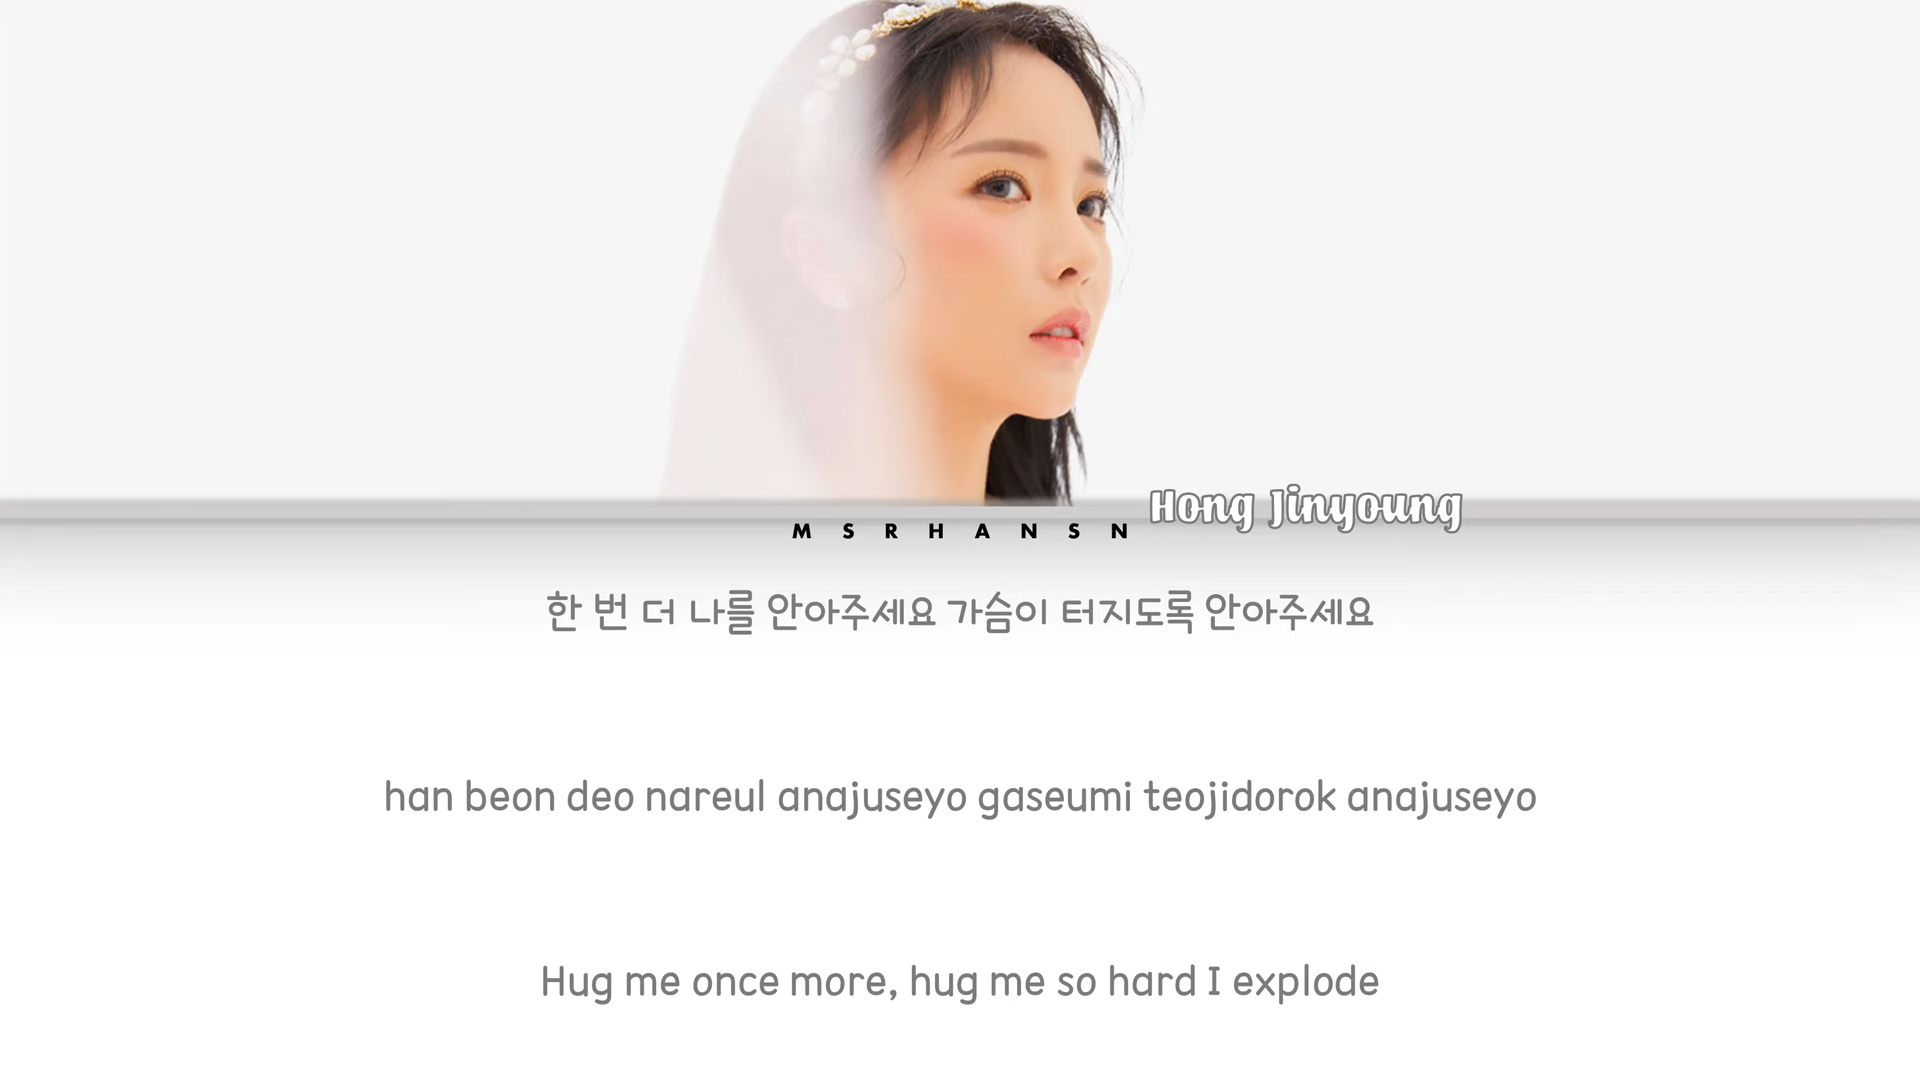 Hong Jinyoung
M S R H A N S N
한 번 더 나를 안아주세요 가슴이 터지도록 안아주세요
han beon deo nareul anajuseyo gaseumi teojidorok anajuseyo
Hug me once more, hug me so hard I explode